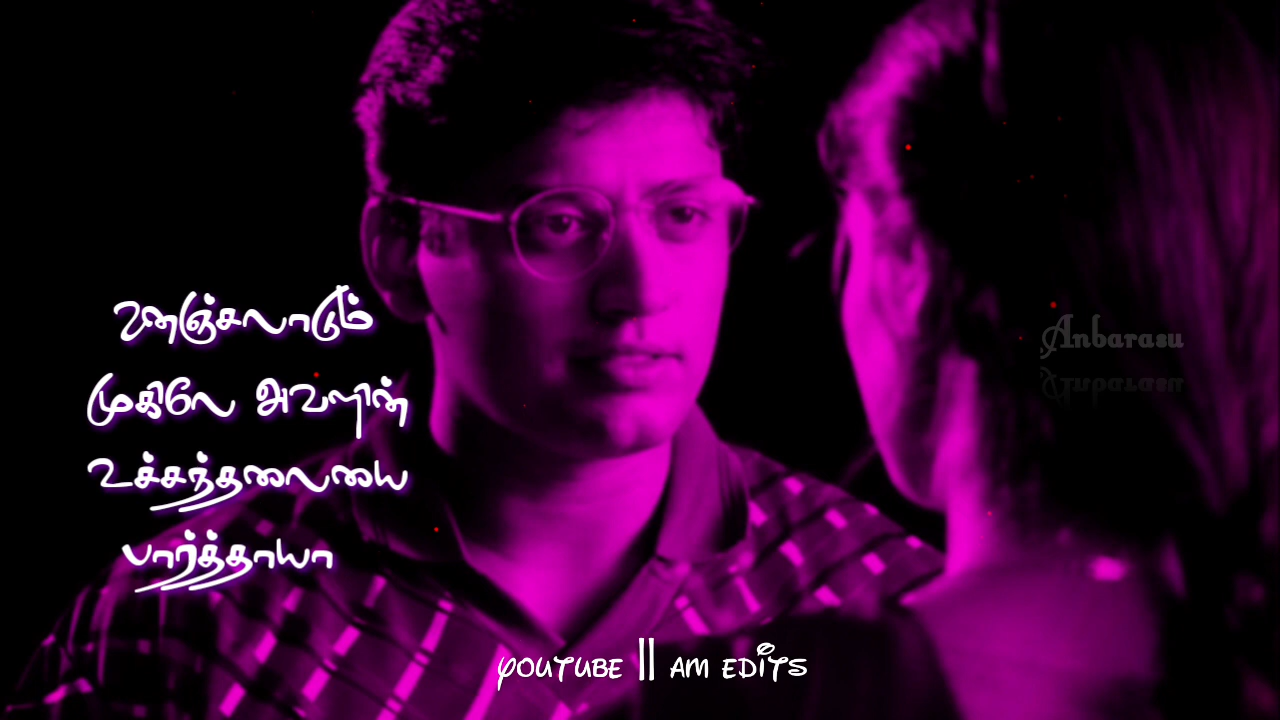 ஊஞ்சலாடும்
முகிலே அவளின்
உச்சந்தலையை
பார்த்தாயா
Anbarasu
YOUTUBE || AM EDITS